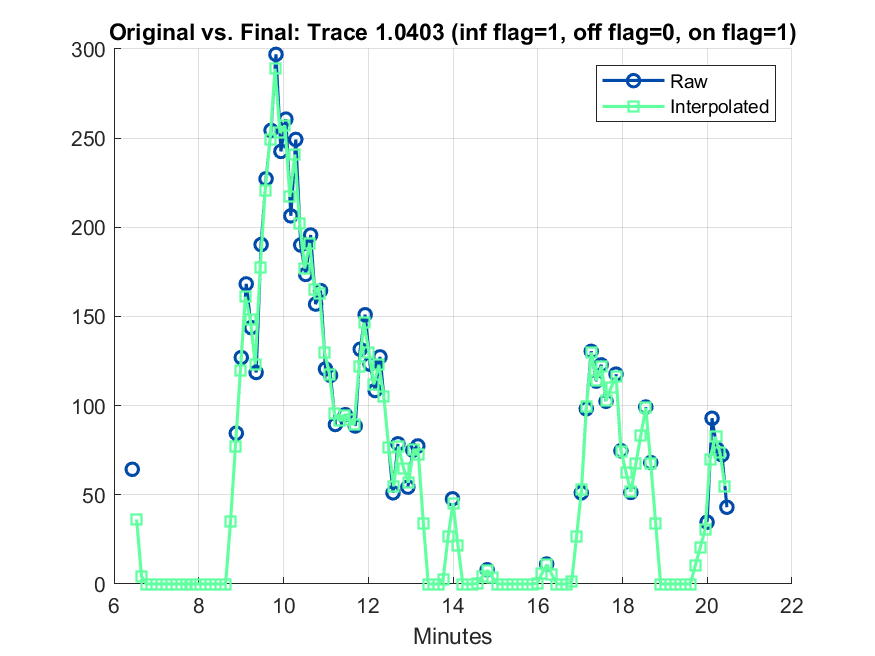 Original vs. Final: Trace 1.0403 (inf flag=1, off flag=0, on flag=1)
300
250
200
150
100
50
0
Raw
Interpolated
6 8 10 12 14 16 18 20 22
Minutes